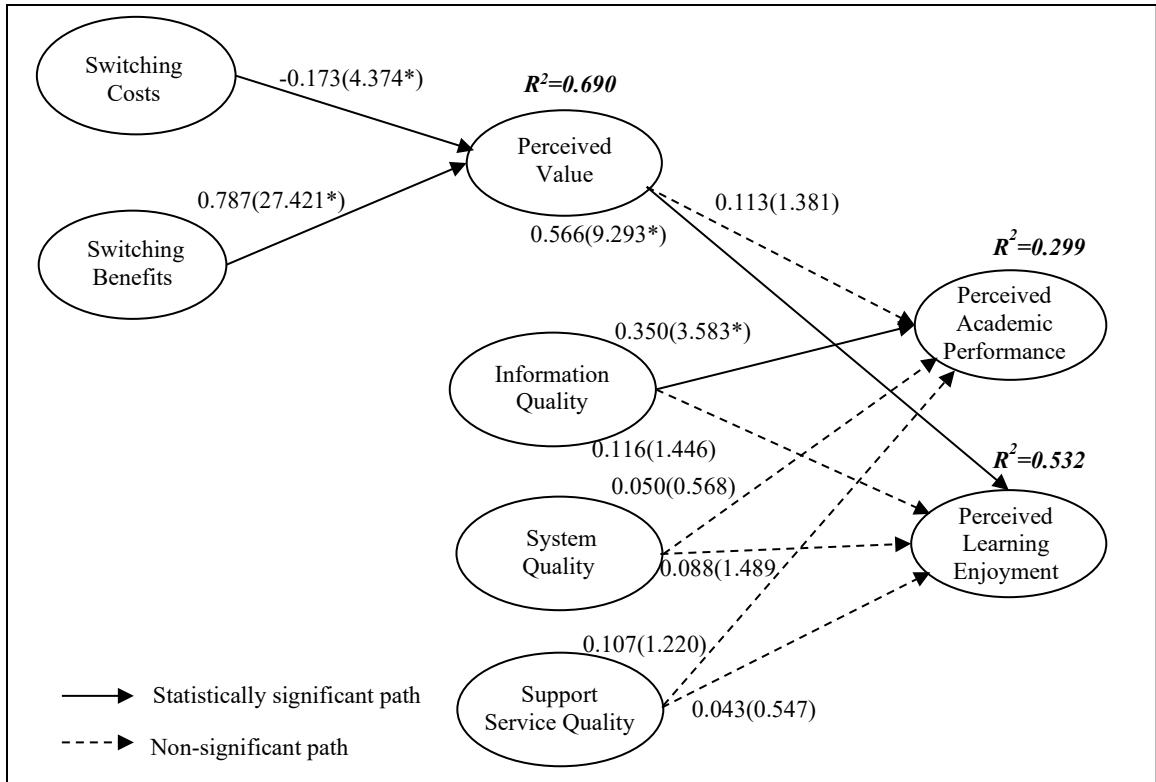 Switching
Costs
-0.173(4.374*)
R²=0.690
Perceived
Value
0.787(27.421*)
Switching
Benefits
0.113(1.381)
0.566(9.293*)
R²=0.299
Perceived
Academic
Performance
0.350(3.583*)
Information
Quality
0.116(1.446)
R²=0.532
0.050(0.568)
Perceived
Learning
Enjoyment
System
Quality
0.088(1.489
0.107(1.220)
Support
Service Quality
0.043(0.547)
Statistically significant path
Non-significant path